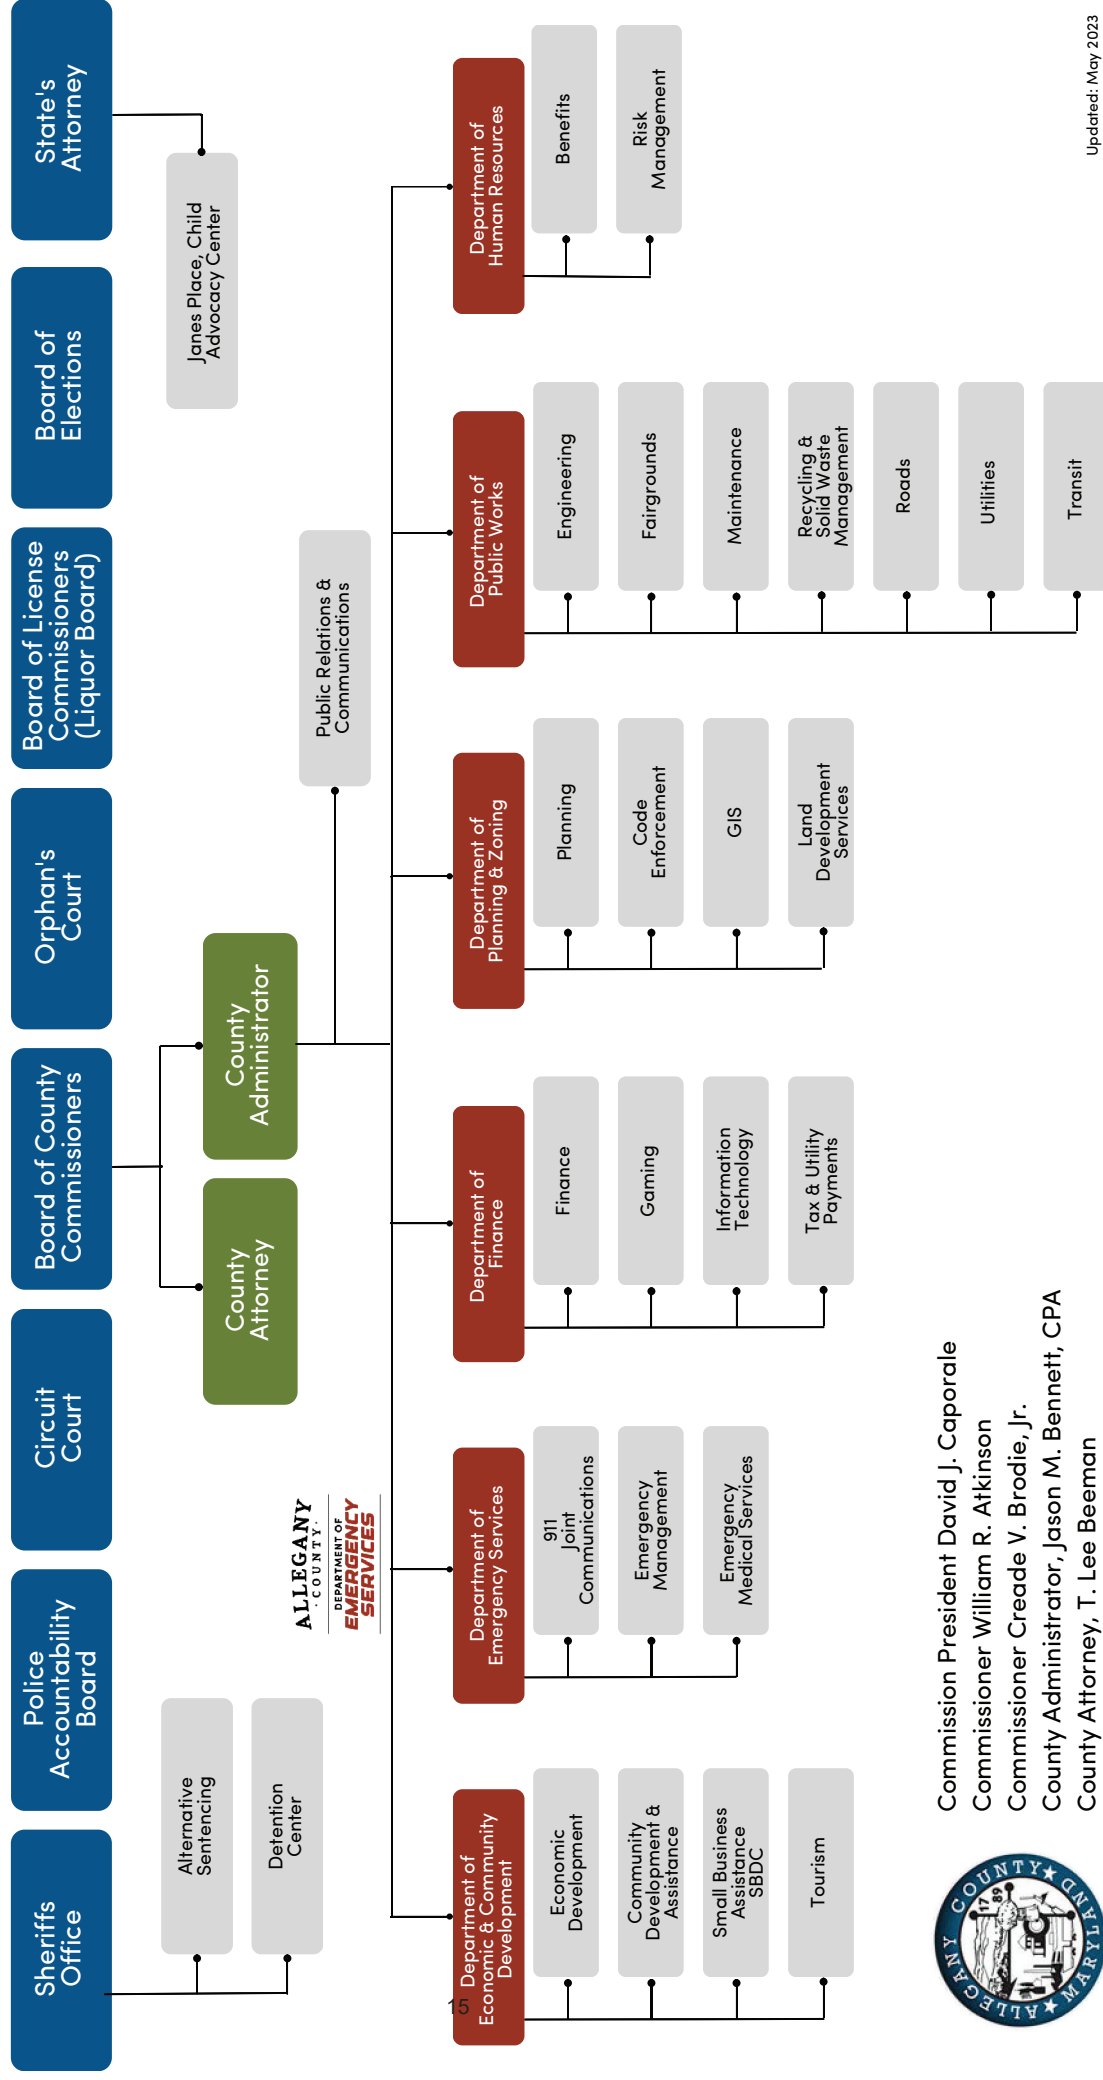 Sheriffs
Office
Police
Accountability
Board
Circuit
Court
Board of County
Commissioners
Orphan's
Court
Board of License
Commissioners
(Liquor Board)
Board of
Elections
State's
Attorney
Alternative
Sentencing
Detention
Center
Janes Place, Child
Advocacy Center
County
Attorney
County
Administrator
Public Relations &
Communications
ALLEGANY
· COUNTY ·
DEPARTMENT OF
EMERGENCY
SERVICES
Department of
Economic & Community
Development
Economic
Development
Community
Development &
Assistance
Small Business
Assistance
SBDC
Tourism
Department of
Emergency Services
911
Joint
Communications
Emergency
Management
Emergency
Medical Services
Department of
Finance
Finance
Gaming
Information
Technology
Tax & Utility
Payments
Department of
Planning & Zoning
Planning
Code
Enforcement
GIS
Land
Development
Services
Department of
Public Works
Engineering
Fairgrounds
Maintenance
Recycling &
Solid Waste
Management
Roads
Utilities
Transit
Department of
Human Resources
Benefits
Risk
Management
ALLEGANY COUNTY
MARYLAND
17 89
Commission President David J. Caporale
Commissioner William R. Atkinson
Commissioner Creade V. Brodie, Jr.
County Administrator, Jason M. Bennett, CPA
County Attorney, T. Lee Beeman
Updated: May 2023
15